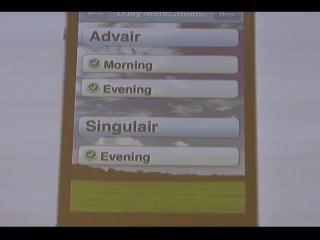 Daily Medications
Advair
Morning
Evening
Singulair
Evening